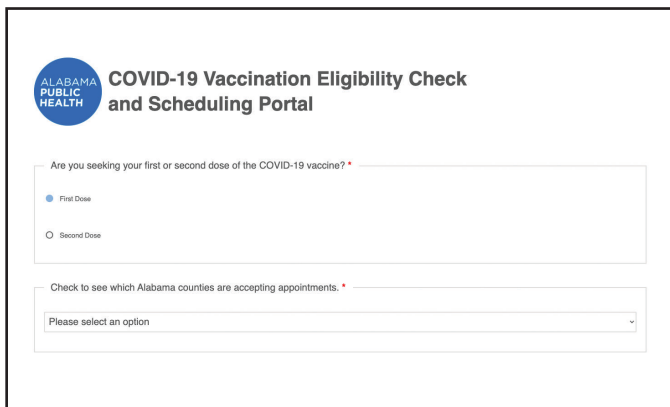 ALABAMA
PUBLIC
HEALTH
COVID-19 Vaccination Eligibility Check
and Scheduling Portal
Are you seeking your first or second dose of the COVID-19 vaccine? *
First Dose
Second Dose
Check to see which Alabama counties are accepting appointments. *
Please select an option